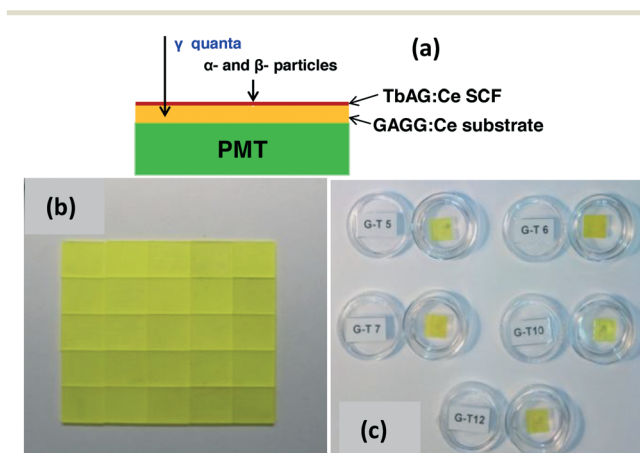 γ quanta
(a)
α- and β- particles
TbAG:Ce SCF
GAGG:Ce substrate
PMT
(b)
G-T 5
G-T 6
G-T 7
G-T10
G-T12
(c)